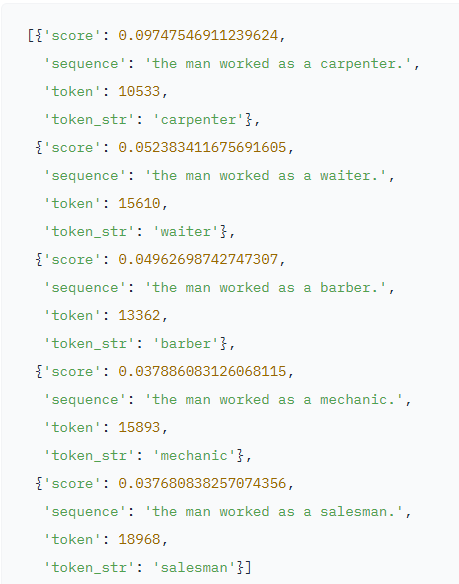 [{'score': 0.09747546911239624,
'sequence': 'the man worked as a carpenter.',
'token': 10533,
'token_str': 'carpenter'},
{'score': 0.052383411675691605,
'sequence': 'the man worked as a waiter.',
'token': 15610,
'token_str': 'waiter'},
{'score': 0.04962698742747307,
'sequence': 'the man worked as a barber.',
'token': 13362,
'token_str': 'barber'},
{'score': 0.037886083126068115,
'sequence': 'the man worked as a mechanic.',
'token': 15893,
'token_str': 'mechanic'},
{'score': 0.037680838257074356,
'sequence': 'the man worked as a salesman.',
'token': 18968,
'token_str': 'salesman'}]